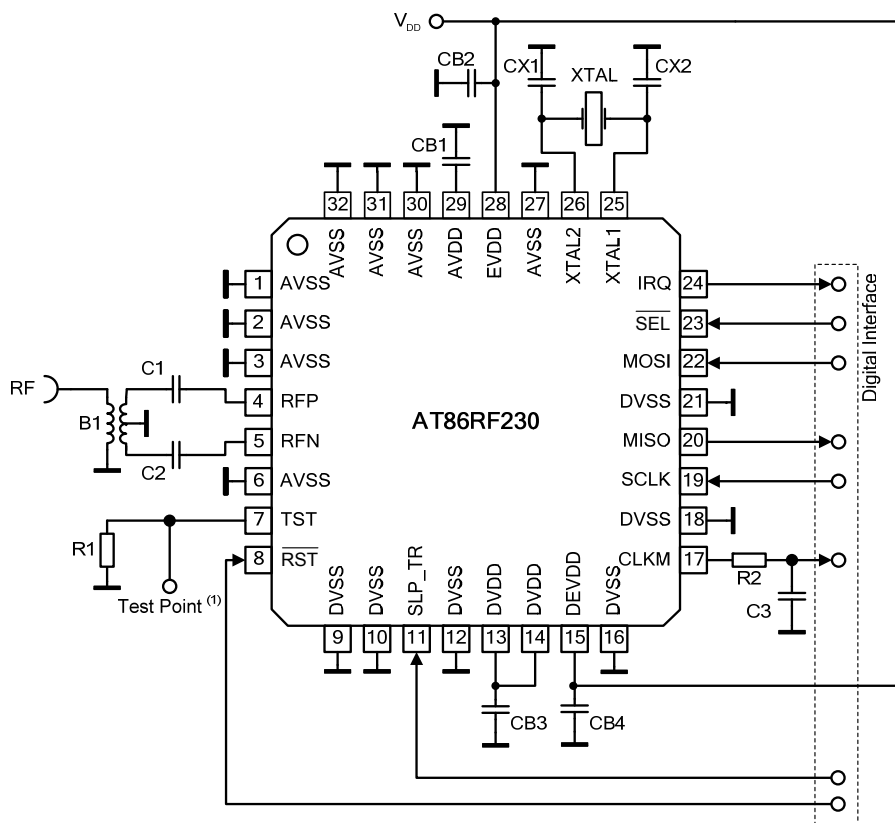 V DD
CB2
CX1
XTAL
CX2
CB1
32 31 30 29 28 27 26 25
AVSS AVSS AVSS AVDD EVDD AVSS XTAL2 XTAL1
1 AVSS
2 AVSS
3 AVSS
4 RFP
5 RFN
6 AVSS
7 TST
8 RST
RF
B1
C1
C2
R1
Test Point (1)
AT86RF230
IRQ 24
SEL 23
MOSI 22
DVSS 21
MISO 20
SCLK 19
DVSS 18
CLKM 17
R2
C3
Digital Interface
DVSS DVSS SLP_TR DVSS DVDD DVDD DEVDD DVSS
9 10 11 12 13 14 15 16
CB3
CB4